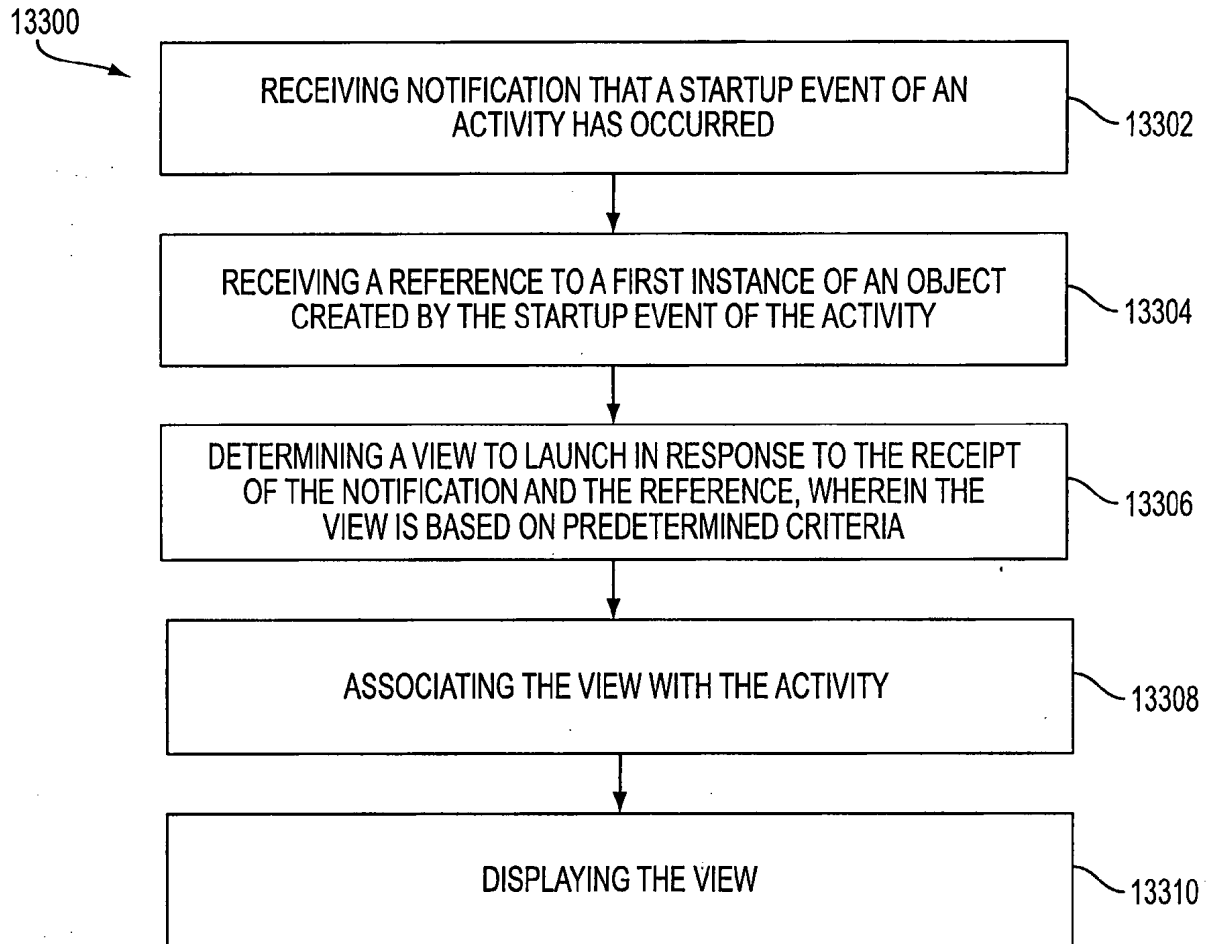 13300
RECEIVING NOTIFICATION THAT A STARTUP EVENT OF AN
ACTIVITY HAS OCCURRED
13302
RECEIVING A REFERENCE TO A FIRST INSTANCE OF AN OBJECT
CREATED BY THE STARTUP EVENT OF THE ACTIVITY
13304
DETERMINING A VIEW TO LAUNCH IN RESPONSE TO THE RECEIPT
OF THE NOTIFICATION AND THE REFERENCE, WHEREIN THE
VIEW IS BASED ON PREDETERMINED CRITERIA
13306
ASSOCIATING THE VIEW WITH THE ACTIVITY
13308
DISPLAYING THE VIEW
13310